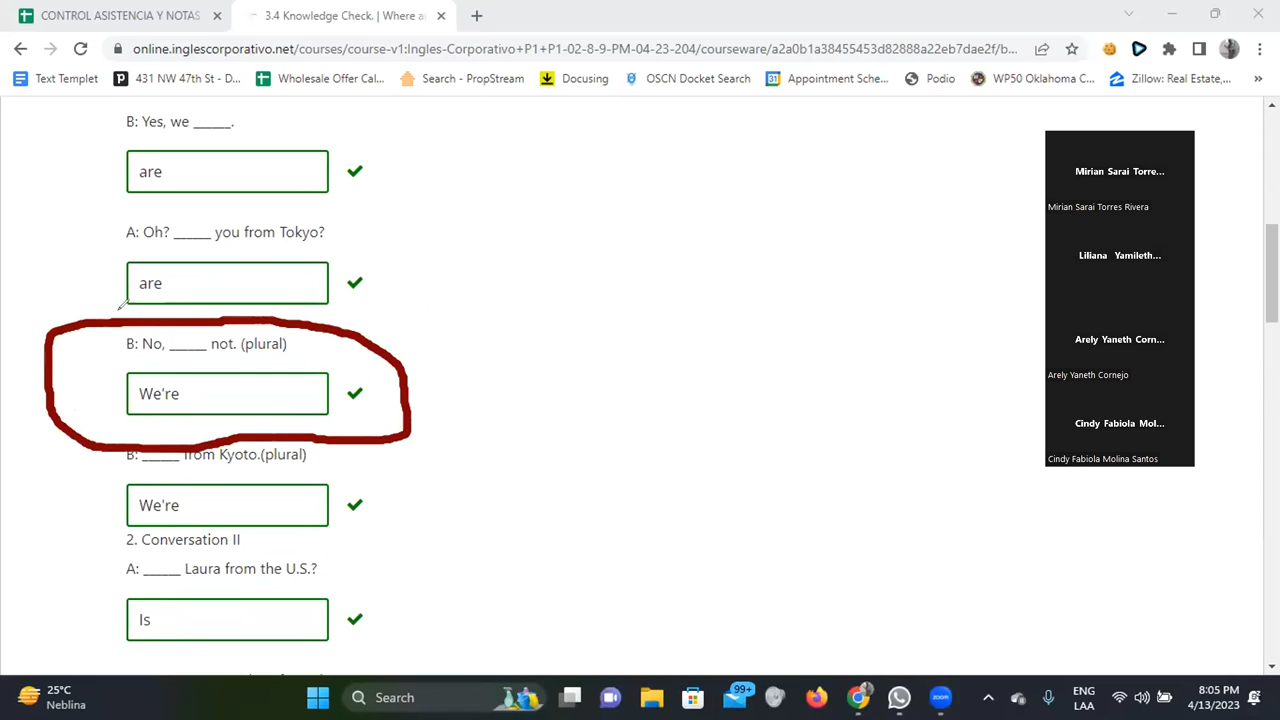 CONTROL ASISTENCIA Y NOTAS
3.4 Knowledge Check. | Where a
online.inglescorporativo.net/courses/course-v1:Ingles-Corporativo+P1+P1-02-8-9-PM-04-23-204/courseware/a2a0b1a38455453d82888a22eb7dae2f/b...
Text Templet
431 NW 47th St - D...
Wholesale Offer Cal...
Search - PropStream
Docusing
OSCN Docket Search
Appointment Sche...
Podio
WP50 Oklahoma C...
Zillow: Real Estate,...
B: Yes, we ______.
are
A: Oh? ______ you from Tokyo?
are
B: No, ______ not. (plural)
We're
B: ______ from Kyoto.(plural)
We're
2. Conversation II
A: ______ Laura from the U.S.?
Is
Mirian Sarai Torre...
Mirian Sarai Torres Rivera
Liliana Yamileth...
Arely Yaneth Corn...
Arely Yaneth Cornejo
Cindy Fabiola Mol...
Cindy Fabiola Molina Santos
25°C
Neblina
Search
99+
ENG
LAA
8:05 PM
4/13/2023